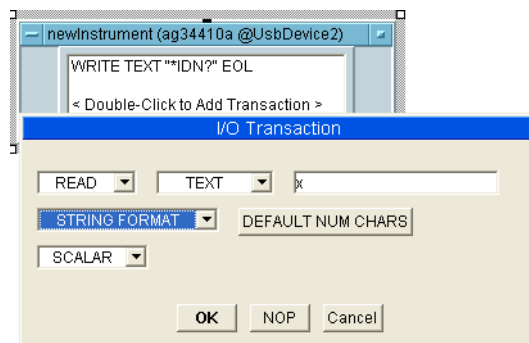 newInstrument (ag34410a @UsbDevice2)
WRITE TEXT "*IDN?" EOL
< Double-Click to Add Transaction >
I/O Transaction
READ TEXT x
STRING FORMAT DEFAULT NUM CHARS
SCALAR
OK NOP Cancel